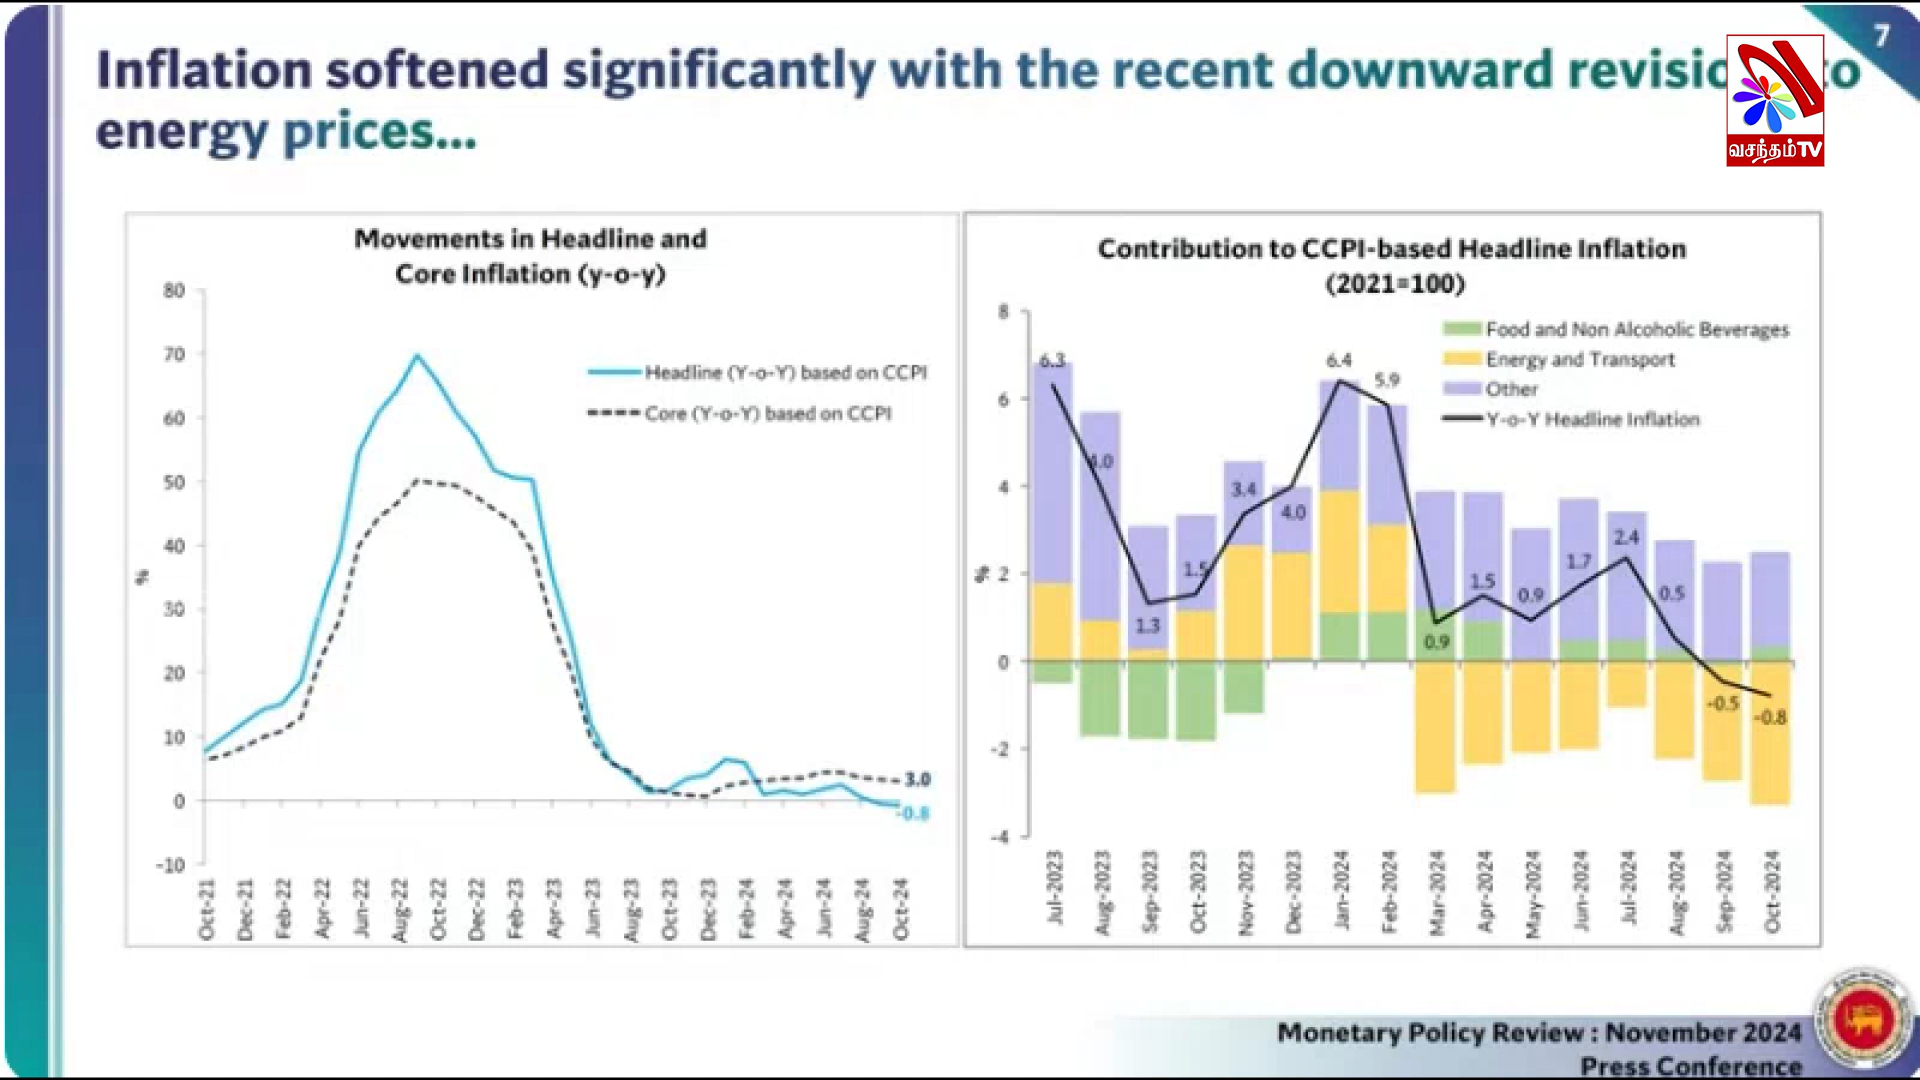 7
Inflation softened significantly with the recent downward to
energy prices...
வசந்தம்TV
Movements in Headline and
Core Inflation (y-o-y)
80
70
60
50
40
30
20
10
0
-10
%
Headline (Y-o-Y) based on CCPI
Core (Y-o-Y) based on CCPI
3.0
-0.8
Oct-21
Dec-21
Feb-22
Apr-22
Jun-22
Aug-22
Oct-22
Dec-22
Feb-23
Apr-23
Jun-23
Aug-23
Oct-23
Dec-23
Feb-24
Apr-24
Jun-24
Aug-24
Oct-24
Contribution to CCPI-based Headline Inflation
(2021=100)
8
6
4
2
0
-2
-4
%
Food and Non Alcoholic Beverages
Energy and Transport
Other
Y-o-Y Headline Inflation
6.3
4.0
1.3
1.5
3.4
4.0
6.4
5.9
0.9
1.5
0.9
1.7
2.4
0.5
-0.5
-0.8
Jul-2023
Aug-2023
Sep-2023
Oct-2023
Nov-2023
Dec-2023
Jan-2024
Feb-2024
Mar-2024
Apr-2024
May-2024
Jun-2024
Jul-2024
Aug-2024
Sep-2024
Oct-2024
Monetary Policy Review : November 2024
Press Conference